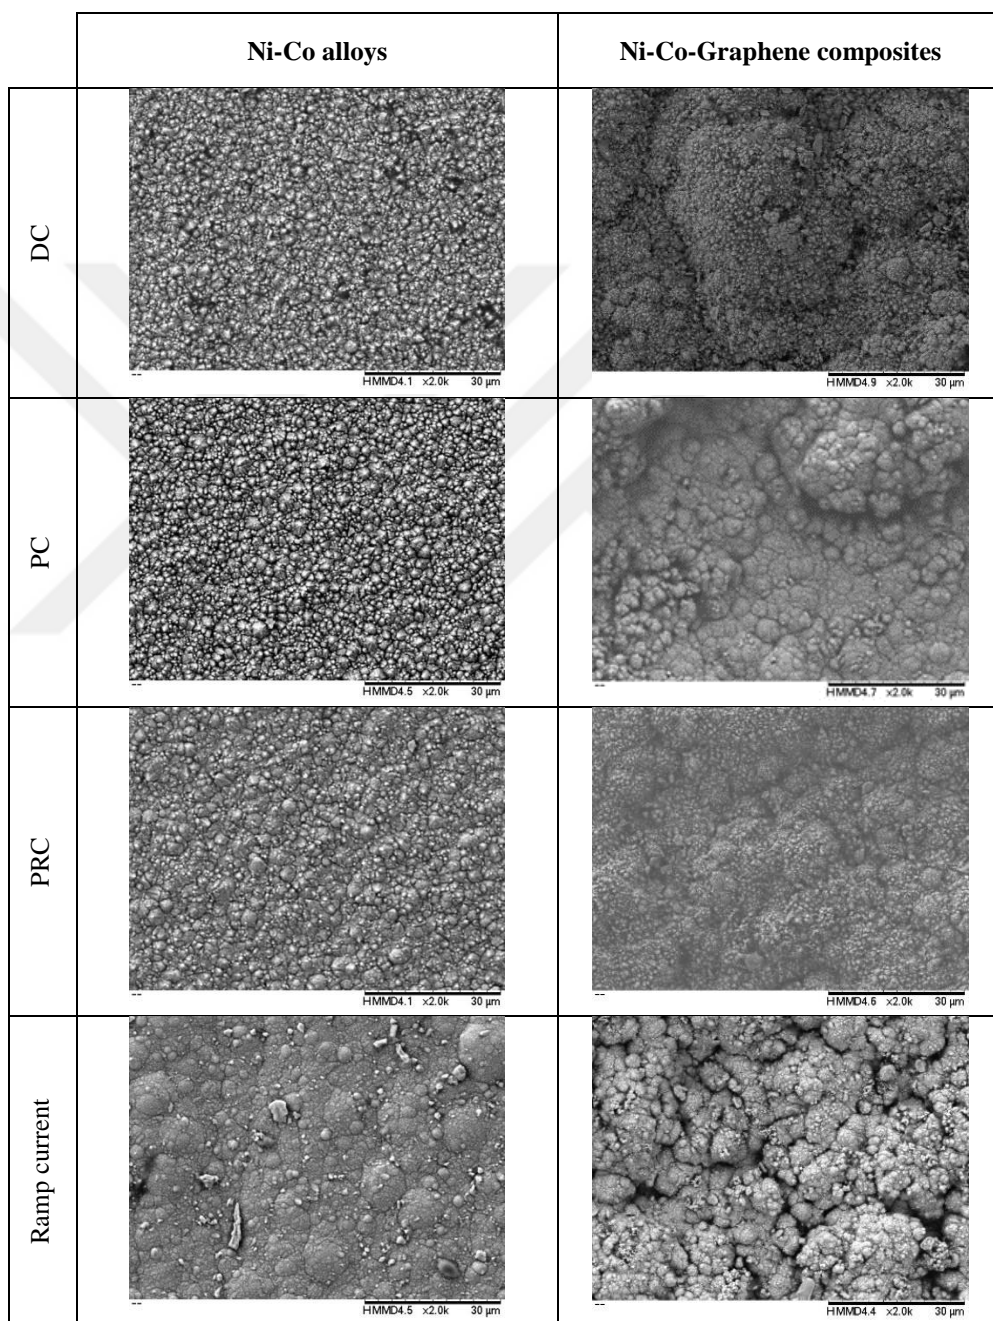 Ni-Co alloys
Ni-Co-Graphene composites
DC
--
HMMD4.1 x2.0k 30 µm
--
HMMD4.9 x2.0k 30 µm
PC
--
HMMD4.5 x2.0k 30 µm
--
HMMD4.7 x2.0k 30 µm
PRC
--
HMMD4.1 x2.0k 30 µm
--
HMMD4.6 x2.0k 30 µm
Ramp current
--
HMMD4.5 x2.0k 30 µm
--
HMMD4.4 x2.0k 30 µm